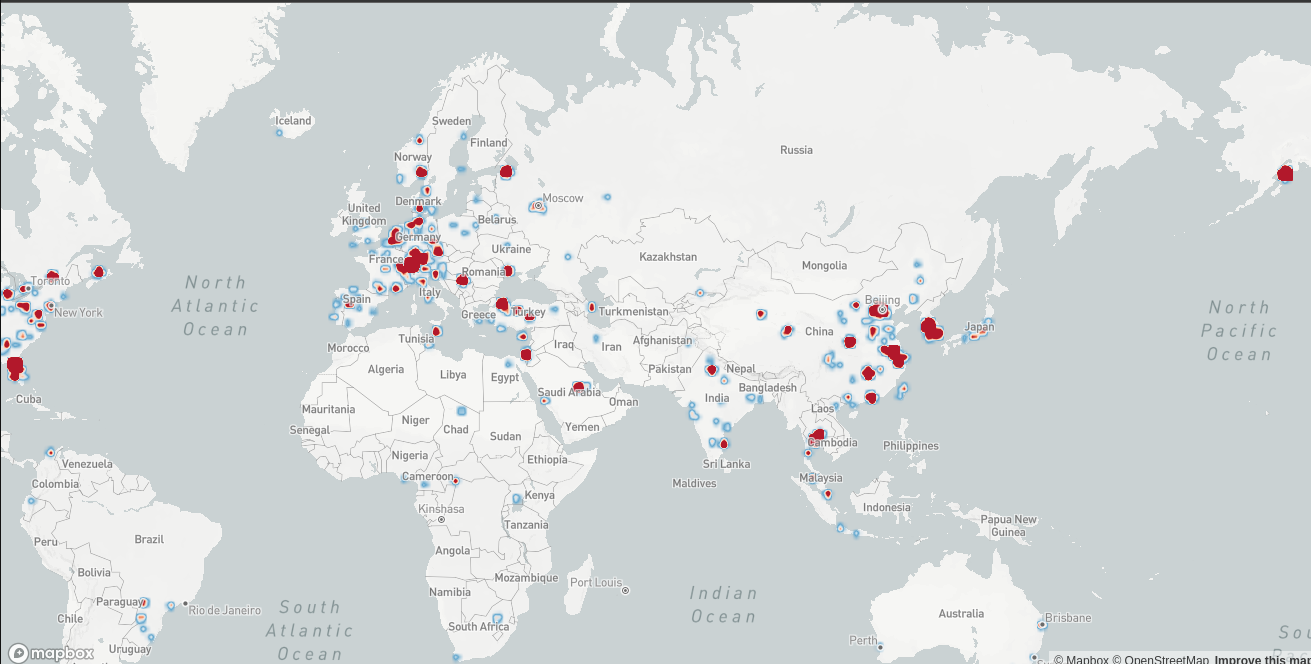 Iceland
Sweden
Finland
Norway
Russia
Denmark
Moscow
United
Kingdom
Belarus
Germany
Ukraine
France
Kazakhstan
Mongolia
Romania
Toronto
North
Atlantic
Ocean
Italy
Spain
New York
Greece
Turkey
Turkmenistan
Beijing
China
Japan
North
Pacific
Ocean
Tunisia
Morocco
Iraq
Iran
Afghanistan
Algeria
Libya
Egypt
Pakistan
Nepal
Bangladesh
Saudi Arabia
Oman
India
Cuba
Mauritania
Laos
Niger
Chad
Senegal
Sudan
Yemen
Cambodia
Philippines
Nigeria
Ethiopia
Venezuela
Sri Lanka
Cameroon
Malaysia
Colombia
Maldives
Kenya
Indonesia
Kinshasa
Papua New
Guinea
Tanzania
Brazil
Peru
Angola
Bolivia
Mozambique
Port Louis
Namibia
Indian
Ocean
Paraguay
Rio de Janeiro
South
Atlantic
Ocean
Chile
Australia
Brisbane
South Africa
Perth
Uruguay
mapbox
© Mapbox © OpenStreetMap Improve this map